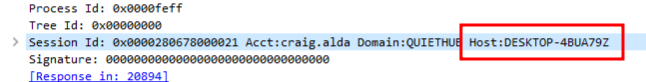 Process Id: 0x0000feff
Tree Id: 0x00000000
Session Id: 0x0000280678000021 Acct:craig.alda Domain:QUIETHUB Host:DESKTOP-4BUA79Z
Signature: 00000000000000000000000000000000
[Response in: 20894]